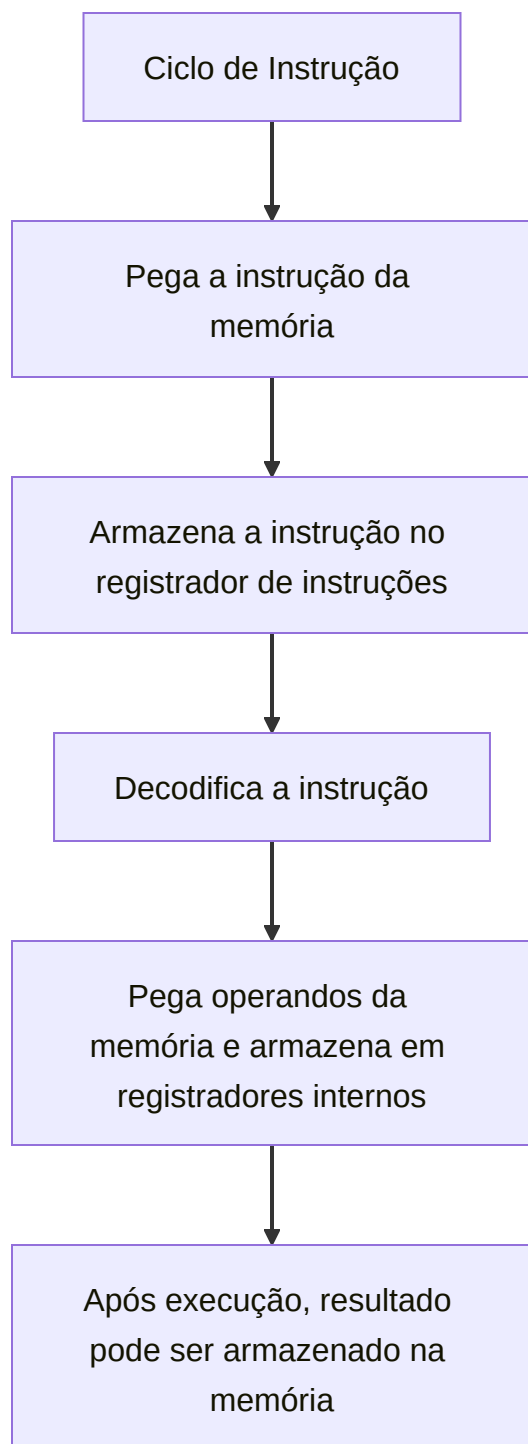 Ciclo de Instrução
Pega a instrução da
memória
Armazena a instrução no
registrador de instruções
Decodifica a instrução
Pega operandos da
memória e armazena em
registradores internos
Após execução, resultado
pode ser armazenado na
memória